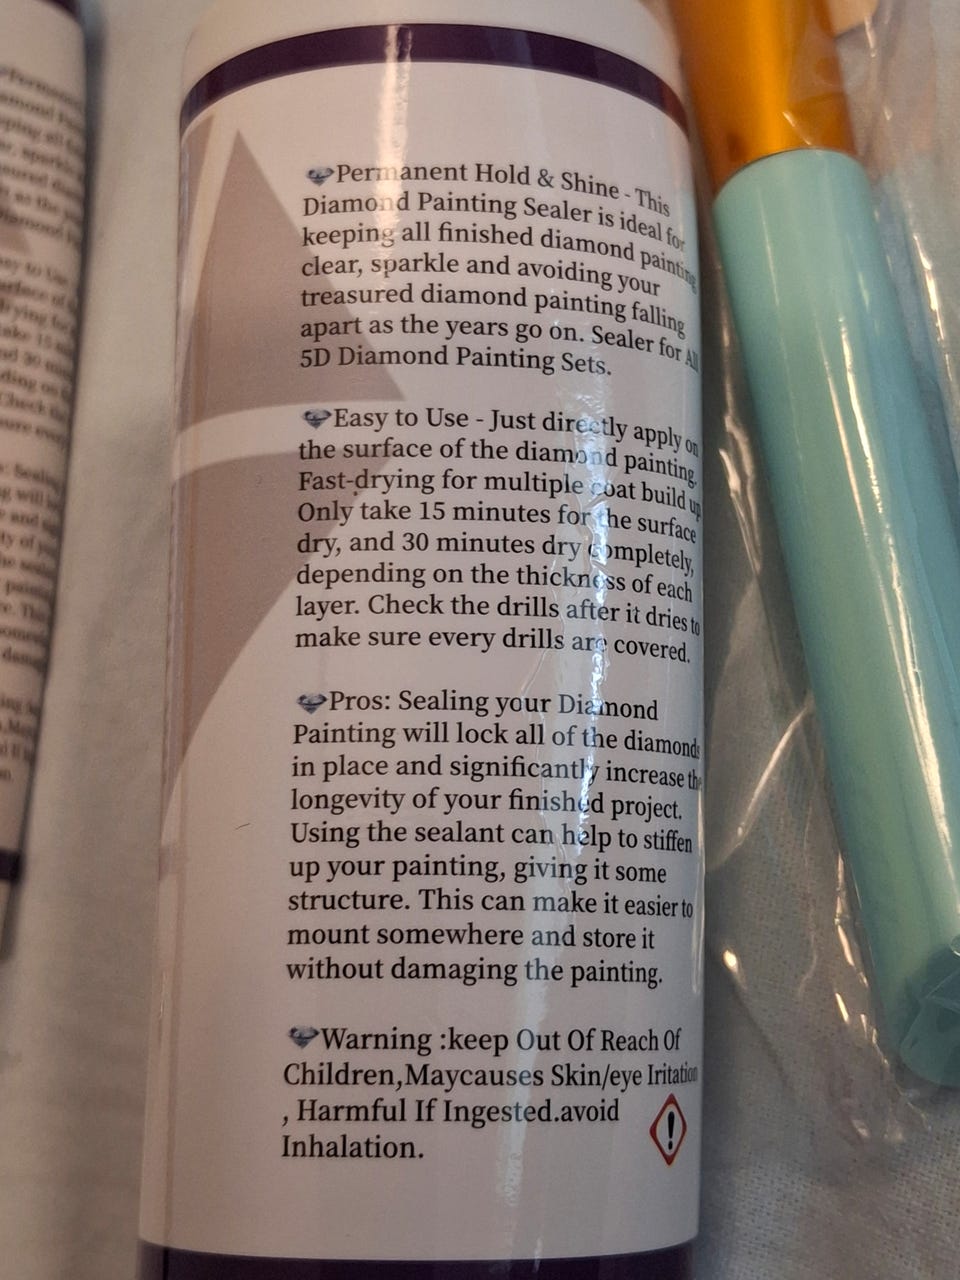 Permanent Hold & Shine - This
Diamond Painting Sealer is ideal for
keeping all finished diamond painting
clear, sparkle and avoiding your
treasured diamond painting falling
apart as the years go on. Sealer for All
5D Diamond Painting Sets.
Easy to Use - Just directly apply on
the surface of the diamond painting.
Fast-drying for multiple coat build up
Only take 15 minutes for the surface
dry, and 30 minutes dry completely,
depending on the thickness of each
layer. Check the drills after it dries to
make sure every drills are covered.
Pros: Sealing your Diamond
Painting will lock all of the diamonds
in place and significantly increase the
longevity of your finished project.
Using the sealant can help to stiffen
up your painting, giving it some
structure. This can make it easier to
mount somewhere and store it
without damaging the painting.
Warning :keep Out Of Reach Of
Children,Maycauses Skin/eye Iritation
, Harmful If Ingested.avoid
Inhalation.